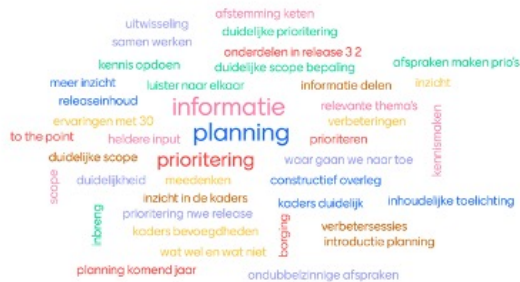 afstemming keten
uitwisseling
duidelijke prioritering
samen werken
onderdelen in release 3 2
kennis opdoen
duidelijke scope bepaling
afspraken maken prio's
meer inzicht
luister naar elkaar
informatie delen
inzicht
releaseinhoud
informatie
relevante thema's
ervaringen met 30
verbeteringen
kennismaken
to the point
heldere input
planning
prioriteren
duidelijke scope
prioritering
waar gaan we naar toe
scope
duidelijkheid
meedenken
constructief overleg
inzicht in de kaders
kaders duidelijk
inhoudelijke toelichting
inbreng
prioritering nwe release
borging
kaders bevoegdheden
verbetersessies
introductie planning
wat wel en wat niet
planning komend jaar
ondubbelzinnige afspraken